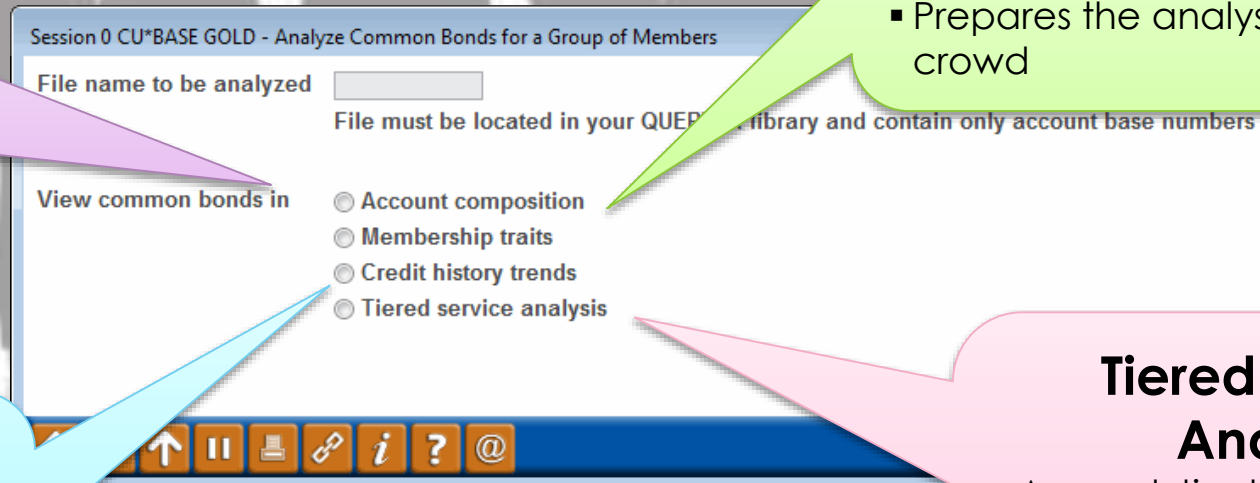 ▪ Prepares the analys
crowd
Session 0 CU*BASE GOLD - Analyze Common Bonds for a Group of Members
File name to be analyzed
File must be located in your library and contain only account base numbers
View common bonds in
Account composition
Membership traits
Credit history trends
Tiered service analysis
Tiered
Ana
i ? @